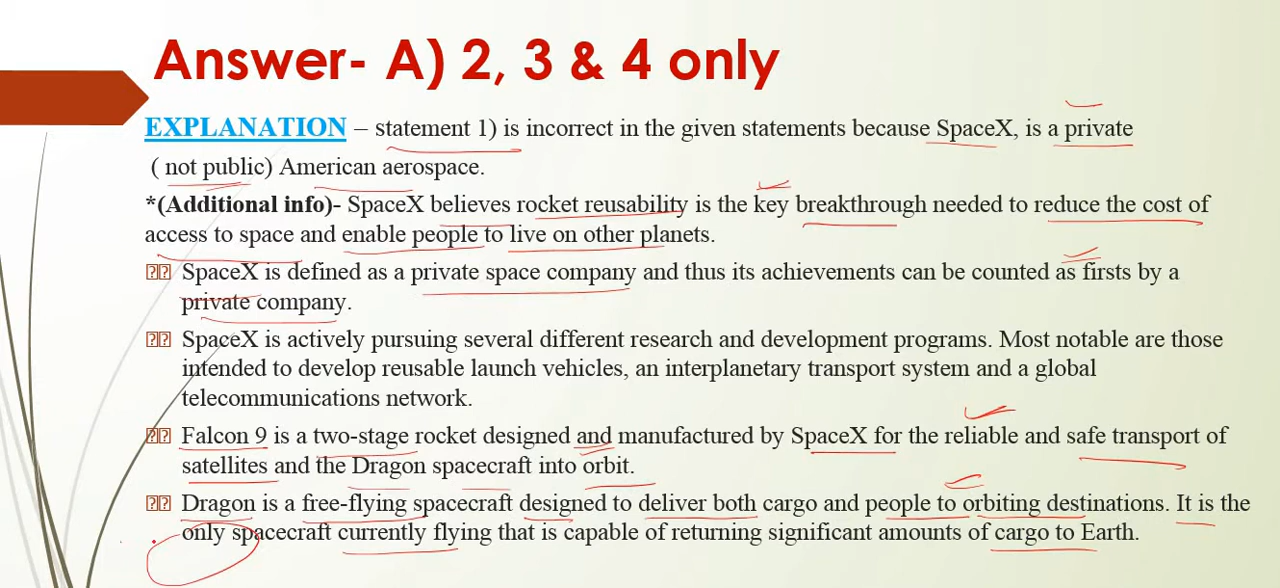 Answer- A) 2, 3 & 4 only
EXPLANATION – statement 1) is incorrect in the given statements because SpaceX, is a private
( not public) American aerospace.
*(Additional info)- SpaceX believes rocket reusability is the key breakthrough needed to reduce the cost of
access to space and enable people to live on other planets.
SpaceX is defined as a private space company and thus its achievements can be counted as firsts by a
private company.
SpaceX is actively pursuing several different research and development programs. Most notable are those
intended to develop reusable launch vehicles, an interplanetary transport system and a global
telecommunications network.
Falcon 9 is a two-stage rocket designed and manufactured by SpaceX for the reliable and safe transport of
satellites and the Dragon spacecraft into orbit.
Dragon is a free-flying spacecraft designed to deliver both cargo and people to orbiting destinations. It is the
only spacecraft currently flying that is capable of returning significant amounts of cargo to Earth.